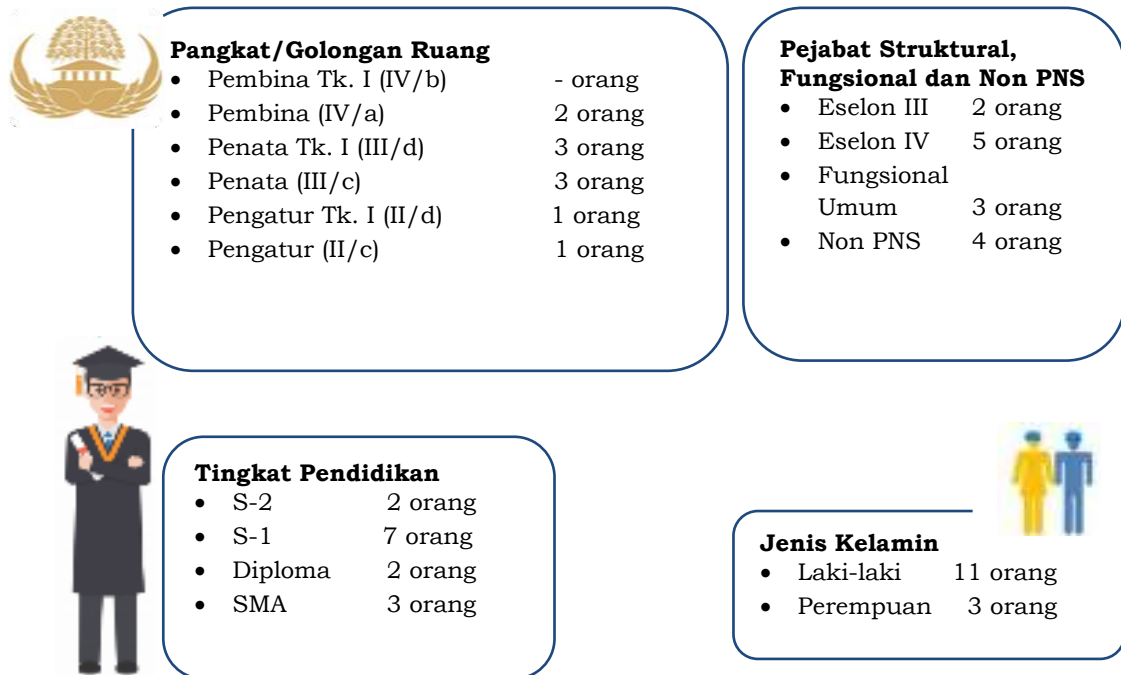 Pangkat/Golongan Ruang
• Pembina Tk. I (IV/b) - orang
• Pembina (IV/a) 2 orang
• Penata Tk. I (III/d) 3 orang
• Penata (III/c) 3 orang
• Pengatur Tk. I (II/d) 1 orang
• Pengatur (II/c) 1 orang
Pejabat Struktural,
Fungsional dan Non PNS
• Eselon III 2 orang
• Eselon IV 5 orang
• Fungsional
Umum 3 orang
• Non PNS 4 orang
Tingkat Pendidikan
• S-2 2 orang
• S-1 7 orang
• Diploma 2 orang
• SMA 3 orang
Jenis Kelamin
• Laki-laki 11 orang
• Perempuan 3 orang